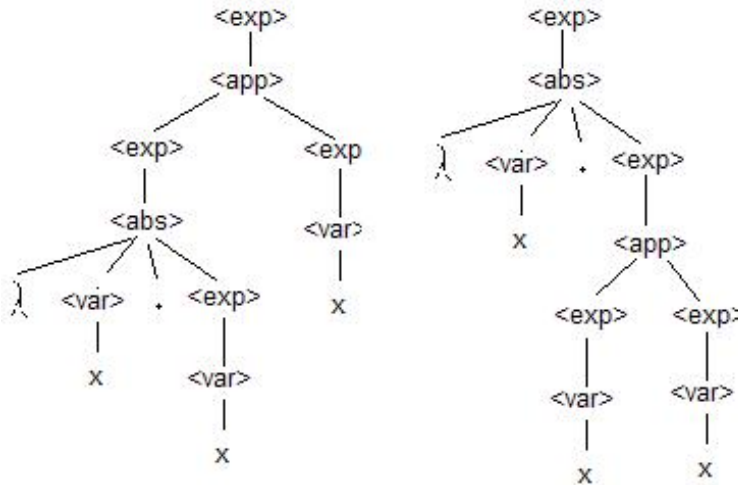 <exp>
<app>
<exp> <exp
<abs> <var>
λ <var> . <exp> x
x <var>
x
<exp>
<abs>
λ <var> . <exp>
x <app>
<exp> <exp>
<var> <var>
x x